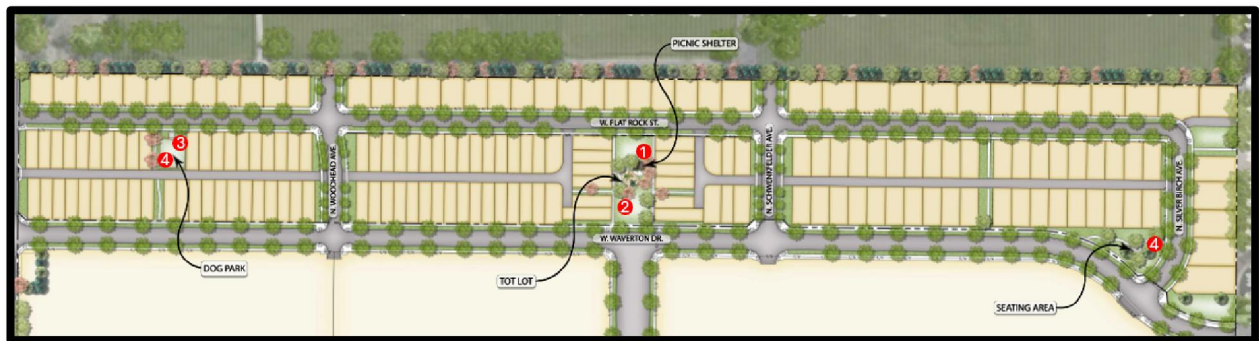 PICNIC SHELTER
W. FLAT ROCK ST.
3
1
4
N. WOODHEAD AVE.
N. SCHWENKFELDER AVE.
N. SILVERBIRCH AVE.
2
W. WAVERTON DR.
4
DOG PARK
TOT LOT
SEATING AREA